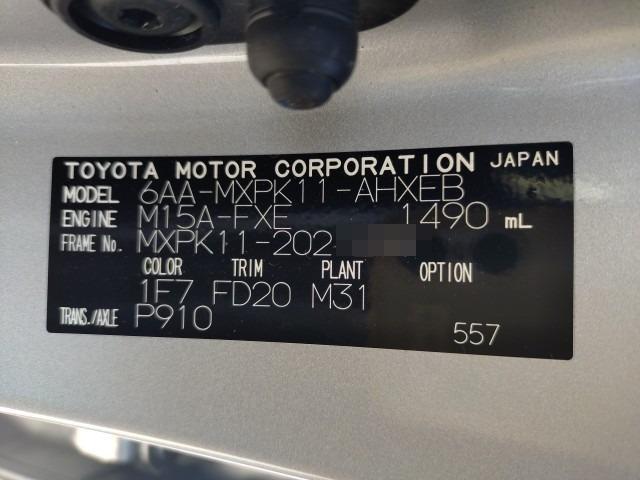 TOYOTA MOTOR CORPORATION JAPAN
MODEL 6AA-MXPK11-AHXEB
ENGINE M15A-FXE 1490 mL
FRAME No. MXPK11-202
COLOR TRIM PLANT OPTION
1F7 FD20 M31
TRANS./AXLE P910
557